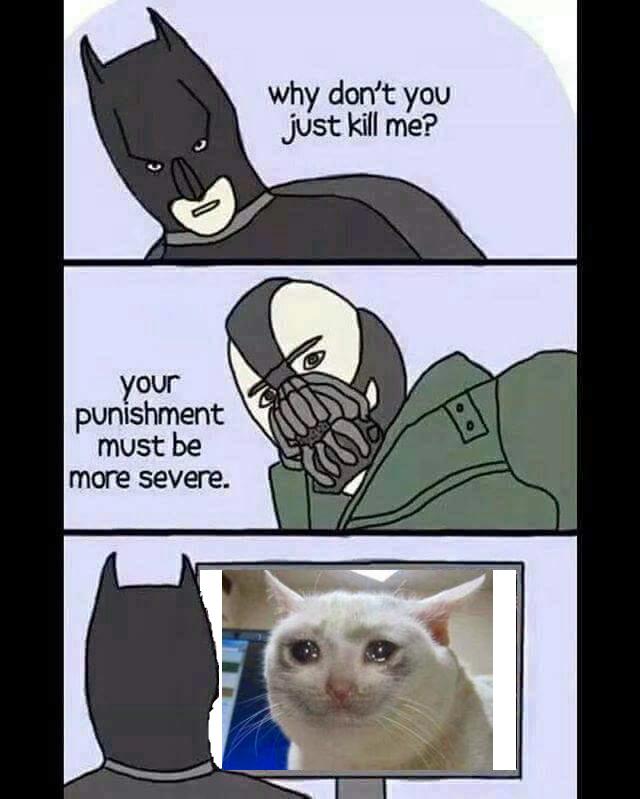 why don't you
just kill me?
your
punishment
must be
more severe.